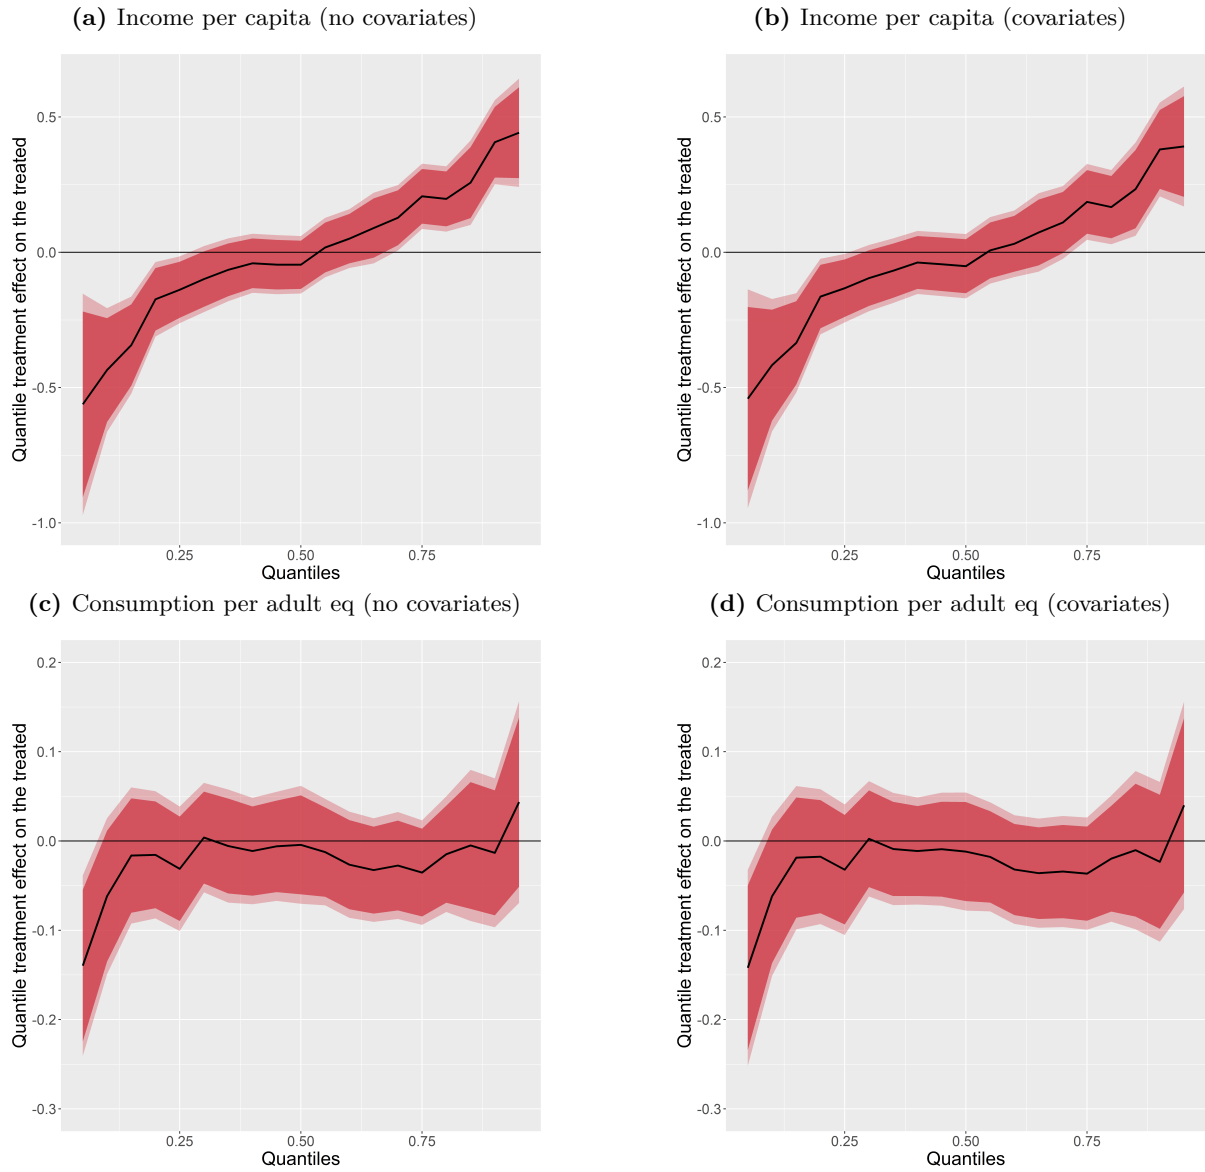 (a) Income per capita (no covariates)
(b) Income per capita (covariates)
Quantile treatment effect on the treated
0.5
0.0
-0.5
-1.0
0.25 0.50 0.75
Quantiles
Quantile treatment effect on the treated
0.5
0.0
-0.5
-1.0
0.25 0.50 0.75
Quantiles
(c) Consumption per adult eq (no covariates)
(d) Consumption per adult eq (covariates)
Quantile treatment effect on the treated
0.2
0.1
0.0
-0.1
-0.2
-0.3
0.25 0.50 0.75
Quantiles
Quantile treatment effect on the treated
0.2
0.1
0.0
-0.1
-0.2
-0.3
0.25 0.50 0.75
Quantiles